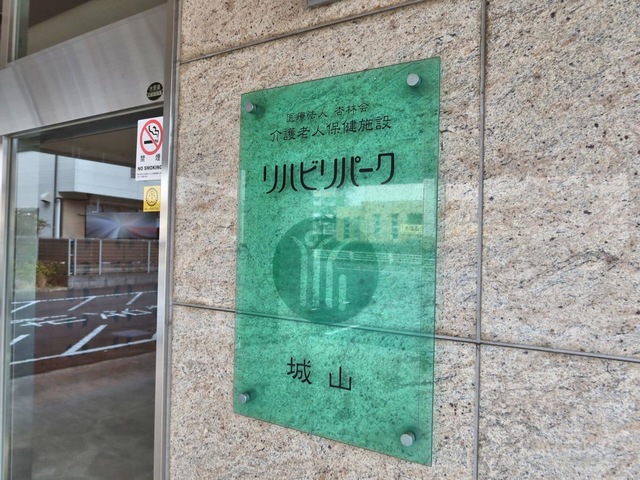 医療法人 杏林会
介護老人保健施設
リハビリパーク
城山
禁煙
NO SMOKING